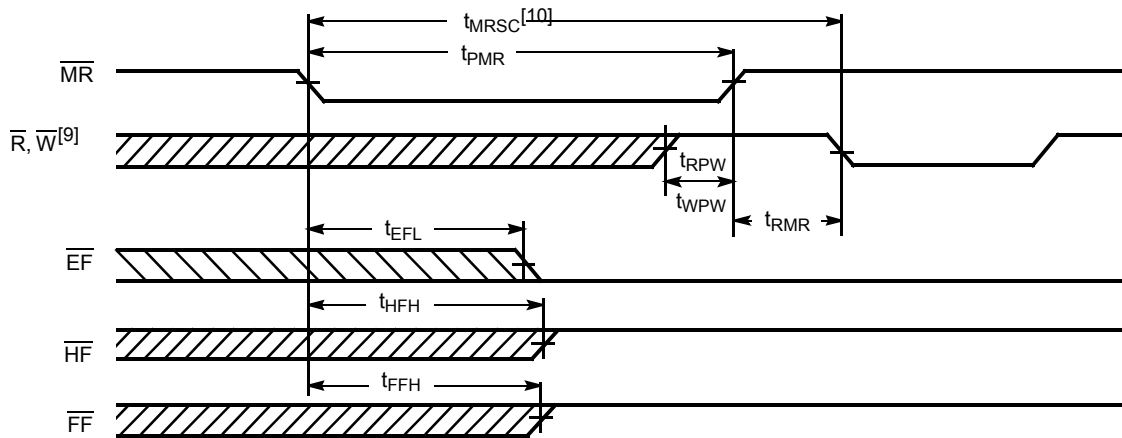 tMRSC[10]
tPMR
MR
R, W[9]
tRPW
tWPW
tRMR
tEFL
EF
tHFH
HF
tFFH
FF